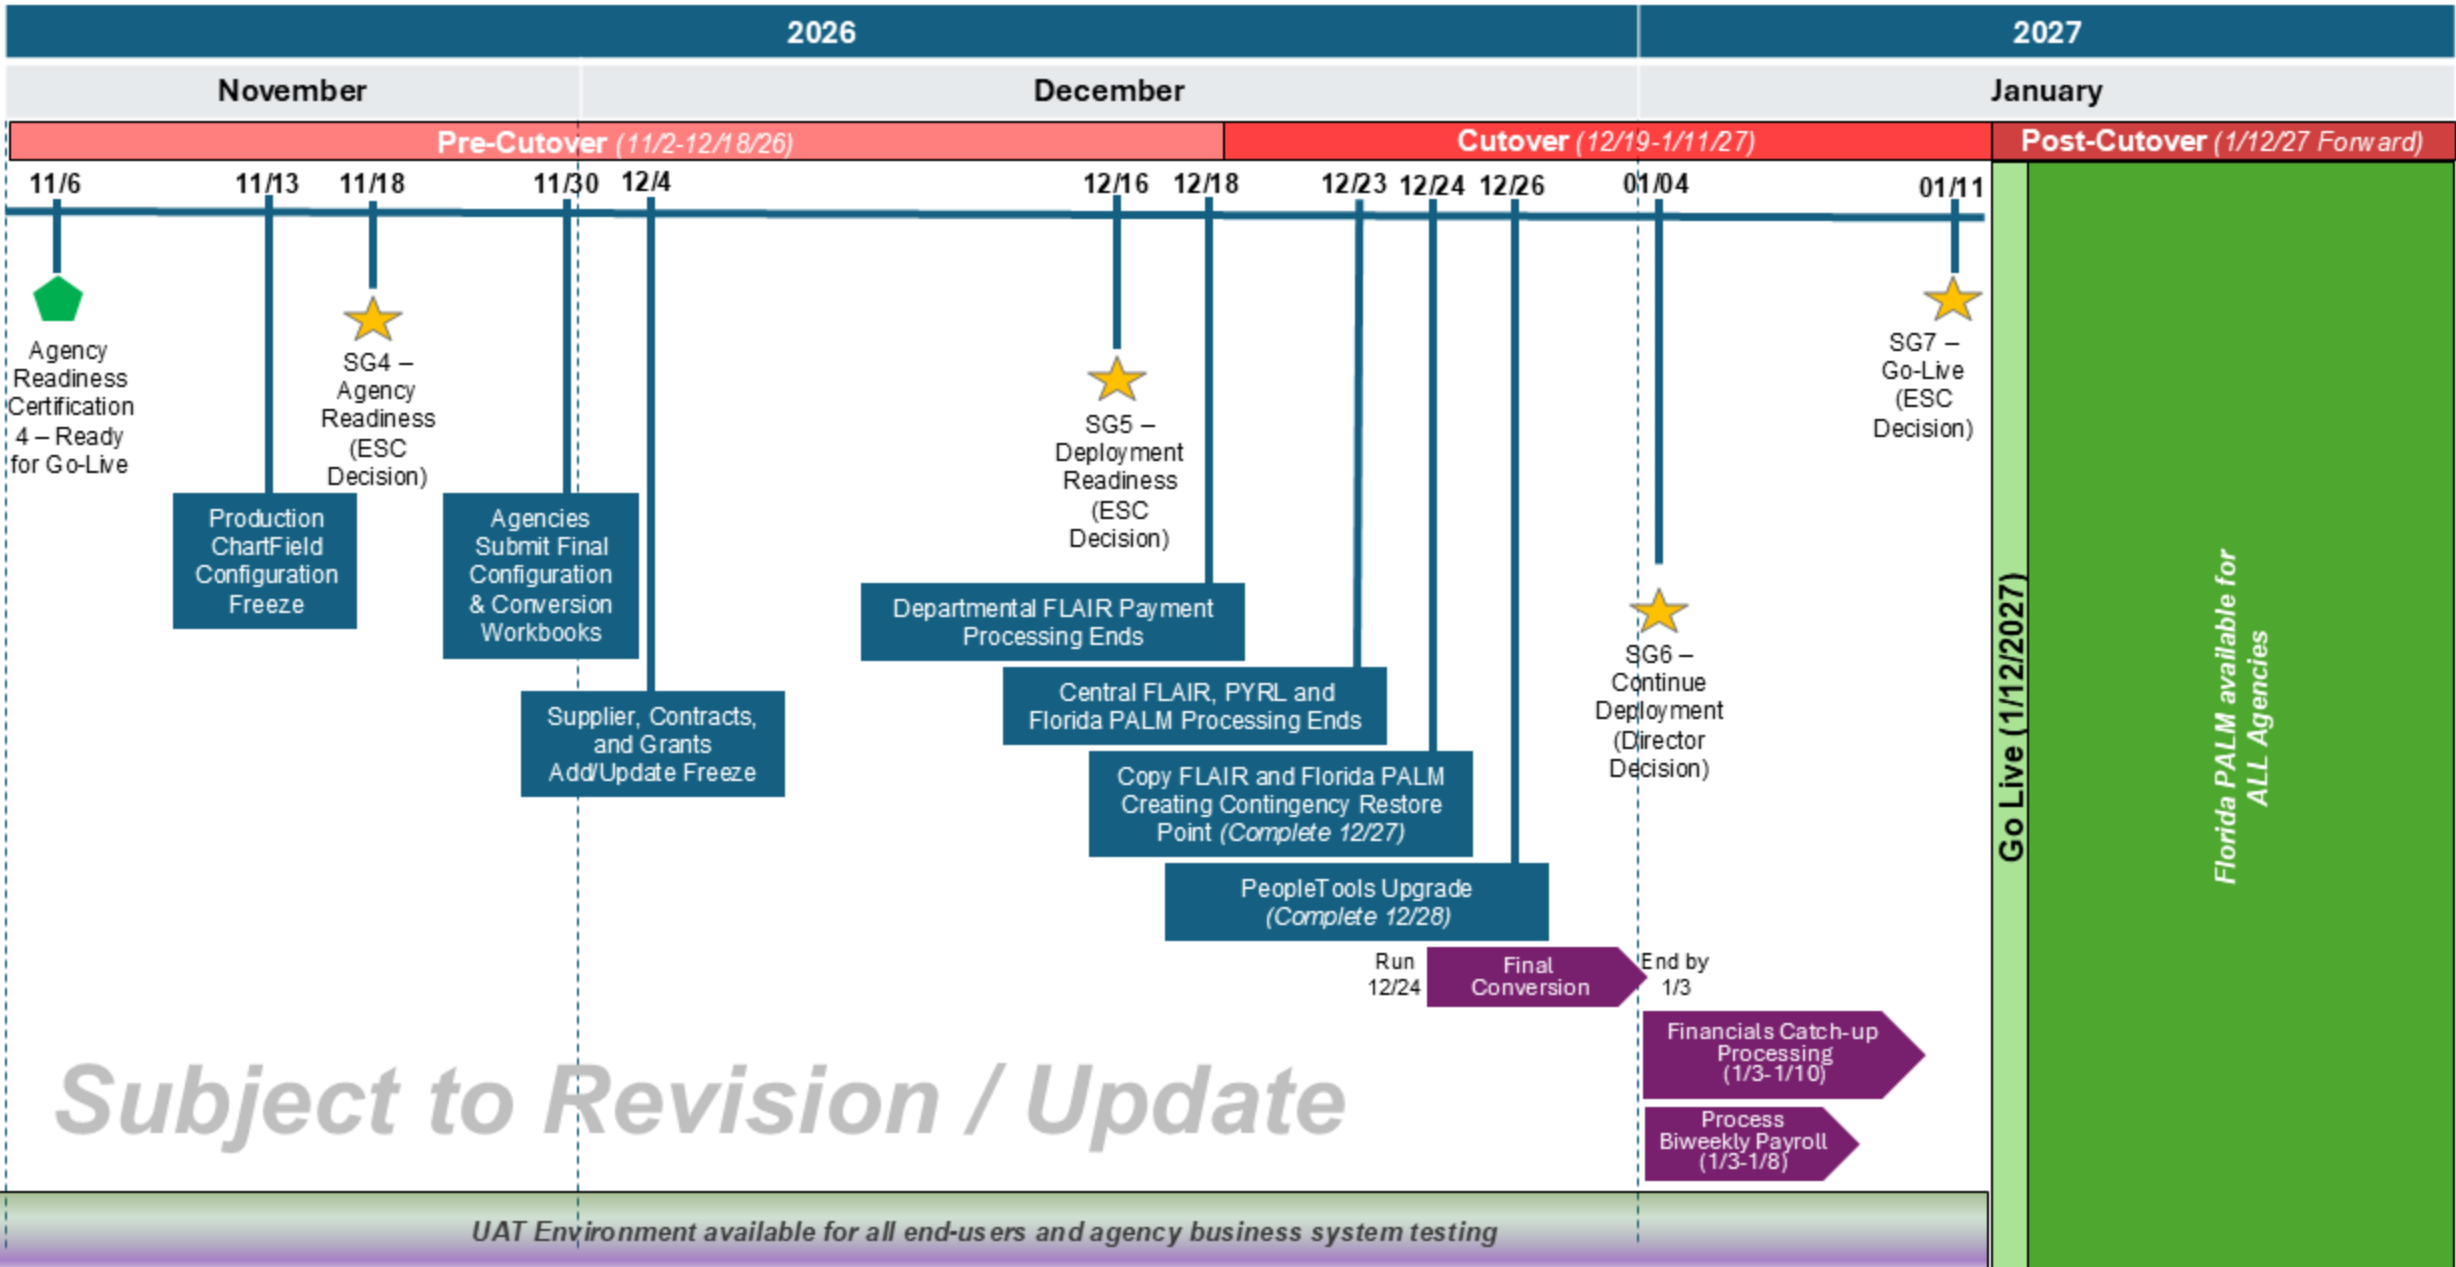 2026
2027
November
December
January
Pre-Cutover (11/2-12/18/26)
Cutover (12/19-1/11/27)
Post-Cutover (1/12/27 Forward)
11/6
11/13
11/18
11/30
12/4
12/16
12/18
12/23
12/24
12/26
01/04
01/11
Agency
Readiness
Certification
4 – Ready
for Go-Live
Production
ChartField
Configuration
Freeze
SG4 –
Agency
Readiness
(ESC
Decision)
Agencies
Submit Final
Configuration
& Conversion
Workbooks
Supplier, Contracts,
and Grants
Add/Update Freeze
SG5 –
Deployment
Readiness
(ESC
Decision)
Departmental FLAIR Payment
Processing Ends
Central FLAIR, PYRL and
Florida PALM Processing Ends
Copy FLAIR and Florida PALM
Creating Contingency Restore
Point (Complete 12/27)
PeopleTools Upgrade
(Complete 12/28)
SG6 –
Continue
Deployment
(Director
Decision)
SG7 –
Go-Live
(ESC
Decision)
Run
12/24
Final
Conversion
End by
1/3
Financials Catch-up
Processing
(1/3-1/10)
Process
Biweekly Payroll
(1/3-1/8)
Go Live (1/12/2027)
Florida PALM available for
ALL Agencies
Subject to Revision / Update
UAT Environment available for all end-users and agency business system testing